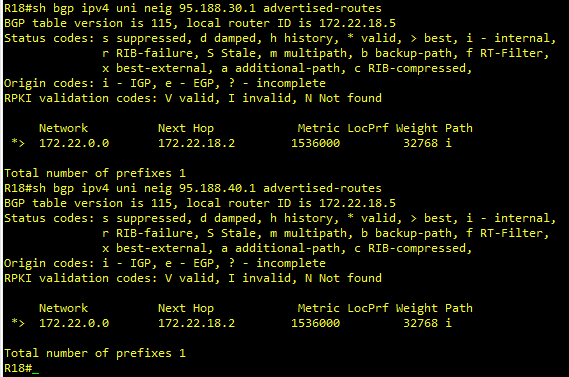 R18#sh bgp ipv4 uni neig 95.188.30.1 advertised-routes
BGP table version is 115, local router ID is 172.22.18.5
Status codes: s suppressed, d damped, h history, * valid, > best, i - internal,
              r RIB-failure, S Stale, m multipath, b backup-path, f RT-Filter,
              x best-external, a additional-path, c RIB-compressed,
Origin codes: i - IGP, e - EGP, ? - incomplete
RPKI validation codes: V valid, I invalid, N Not found

     Network          Next Hop            Metric LocPrf Weight Path
 *>  172.22.0.0       172.22.18.2        1536000         32768 i

Total number of prefixes 1
R18#sh bgp ipv4 uni neig 95.188.40.1 advertised-routes
BGP table version is 115, local router ID is 172.22.18.5
Status codes: s suppressed, d damped, h history, * valid, > best, i - internal,
              r RIB-failure, S Stale, m multipath, b backup-path, f RT-Filter,
              x best-external, a additional-path, c RIB-compressed,
Origin codes: i - IGP, e - EGP, ? - incomplete
RPKI validation codes: V valid, I invalid, N Not found

     Network          Next Hop            Metric LocPrf Weight Path
 *>  172.22.0.0       172.22.18.2        1536000         32768 i

Total number of prefixes 1
R18#_